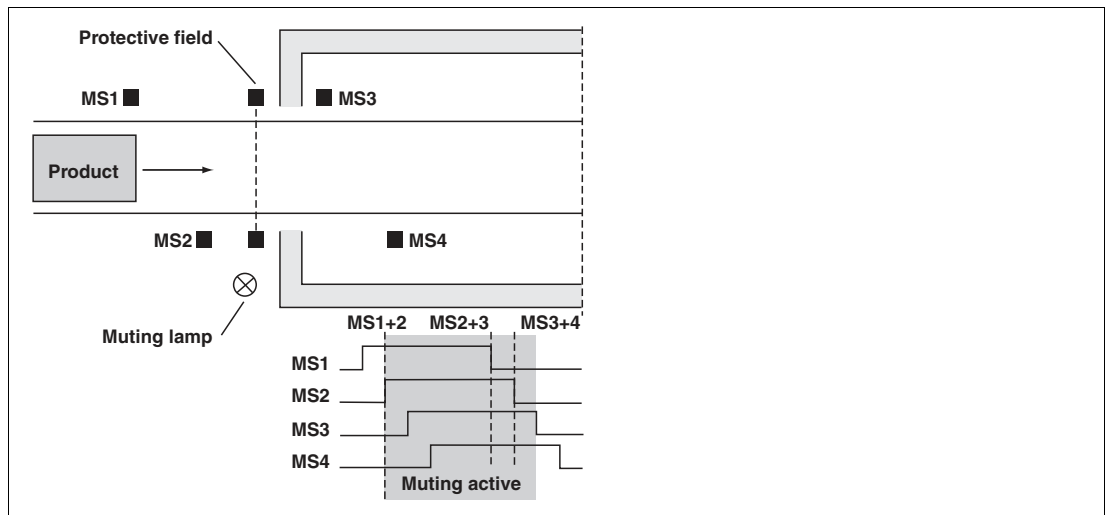 Protective field
MS1
MS3
Product
MS2
MS4
Muting lamp
MS1+2 MS2+3 MS3+4
MS1
MS2
MS3
MS4
Muting active